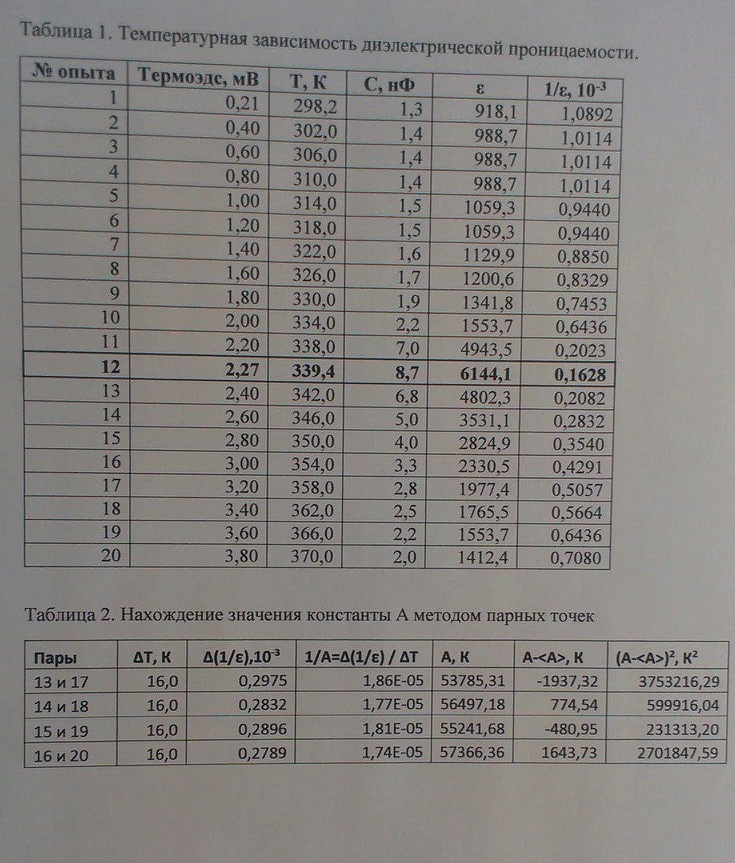 Таблица 1. Температурная зависимость диэлектрической проницаемости.
№ опыта Термоэдс, мВ Т, К С, нФ ε 1/ε, 10⁻³
1 0,21 298,2 1,3 918,1 1,0892
2 0,40 302,0 1,4 988,7 1,0114
3 0,60 306,0 1,4 988,7 1,0114
4 0,80 310,0 1,4 988,7 1,0114
5 1,00 314,0 1,5 1059,3 0,9440
6 1,20 318,0 1,5 1059,3 0,9440
7 1,40 322,0 1,6 1129,9 0,8850
8 1,60 326,0 1,7 1200,6 0,8329
9 1,80 330,0 1,9 1341,8 0,7453
10 2,00 334,0 2,2 1553,7 0,6436
11 2,20 338,0 7,0 4943,5 0,2023
12 2,27 339,4 8,7 6144,1 0,1628
13 2,40 342,0 6,8 4802,3 0,2082
14 2,60 346,0 5,0 3531,1 0,2832
15 2,80 350,0 4,0 2824,9 0,3540
16 3,00 354,0 3,3 2330,5 0,4291
17 3,20 358,0 2,8 1977,4 0,5057
18 3,40 362,0 2,5 1765,5 0,5664
19 3,60 366,0 2,2 1553,7 0,6436
20 3,80 370,0 2,0 1412,4 0,7080
Таблица 2. Нахождение значения константы А методом парных точек
Пары ΔТ, К Δ(1/ε),10⁻³ 1/A=Δ(1/ε) / ΔТ А, К А-<А>, К (А-<А>)², К²
13 и 17 16,0 0,2975 1,86E-05 53785,31 -1937,32 3753216,29
14 и 18 16,0 0,2832 1,77E-05 56497,18 774,54 599916,04
15 и 19 16,0 0,2896 1,81E-05 55241,68 -480,95 231313,20
16 и 20 16,0 0,2789 1,74E-05 57366,36 1643,73 2701847,59